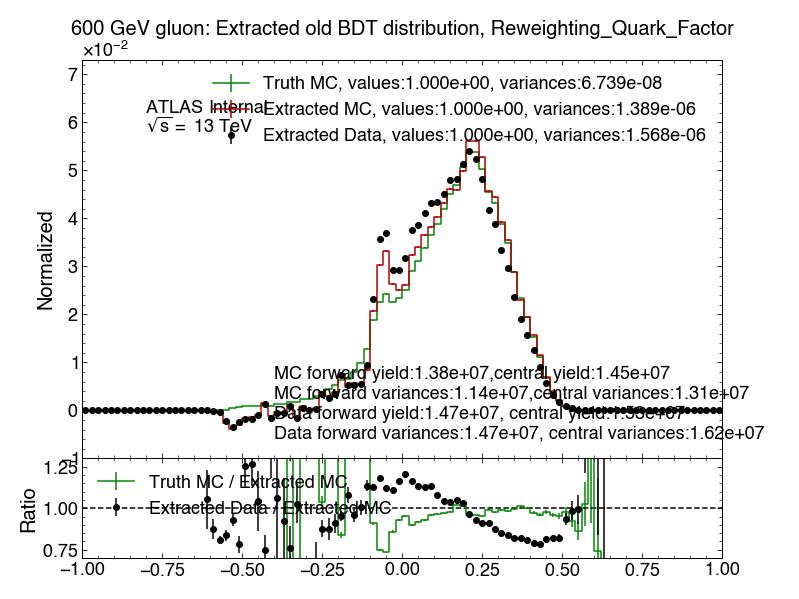 600 GeV gluon: Extracted old BDT distribution, Reweighting_Quark_Factor
×10⁻²
Truth MC, values:1.000e+00, variances:6.739e-08
ATLAS Internal
Extracted MC, values:1.000e+00, variances:1.389e-06
√s = 13 TeV
Extracted Data, values:1.000e+00, variances:1.568e-06
7
6
5
4
3
2
1
0
−1
Normalized
MC forward yield:1.38e+07,central yield:1.45e+07
MC forward variances:1.14e+07,central variances:1.31e+07
Data forward yield:1.47e+07, central
Data forward variances:1.47e+07, central variances:1.62e+07
1.25
1.00
0.75
Ratio
Truth MC / Extracted MC
Extracted Data / Extracted MC
−1.00 −0.75 −0.50 −0.25 0.00 0.25 0.50 0.75 1.00